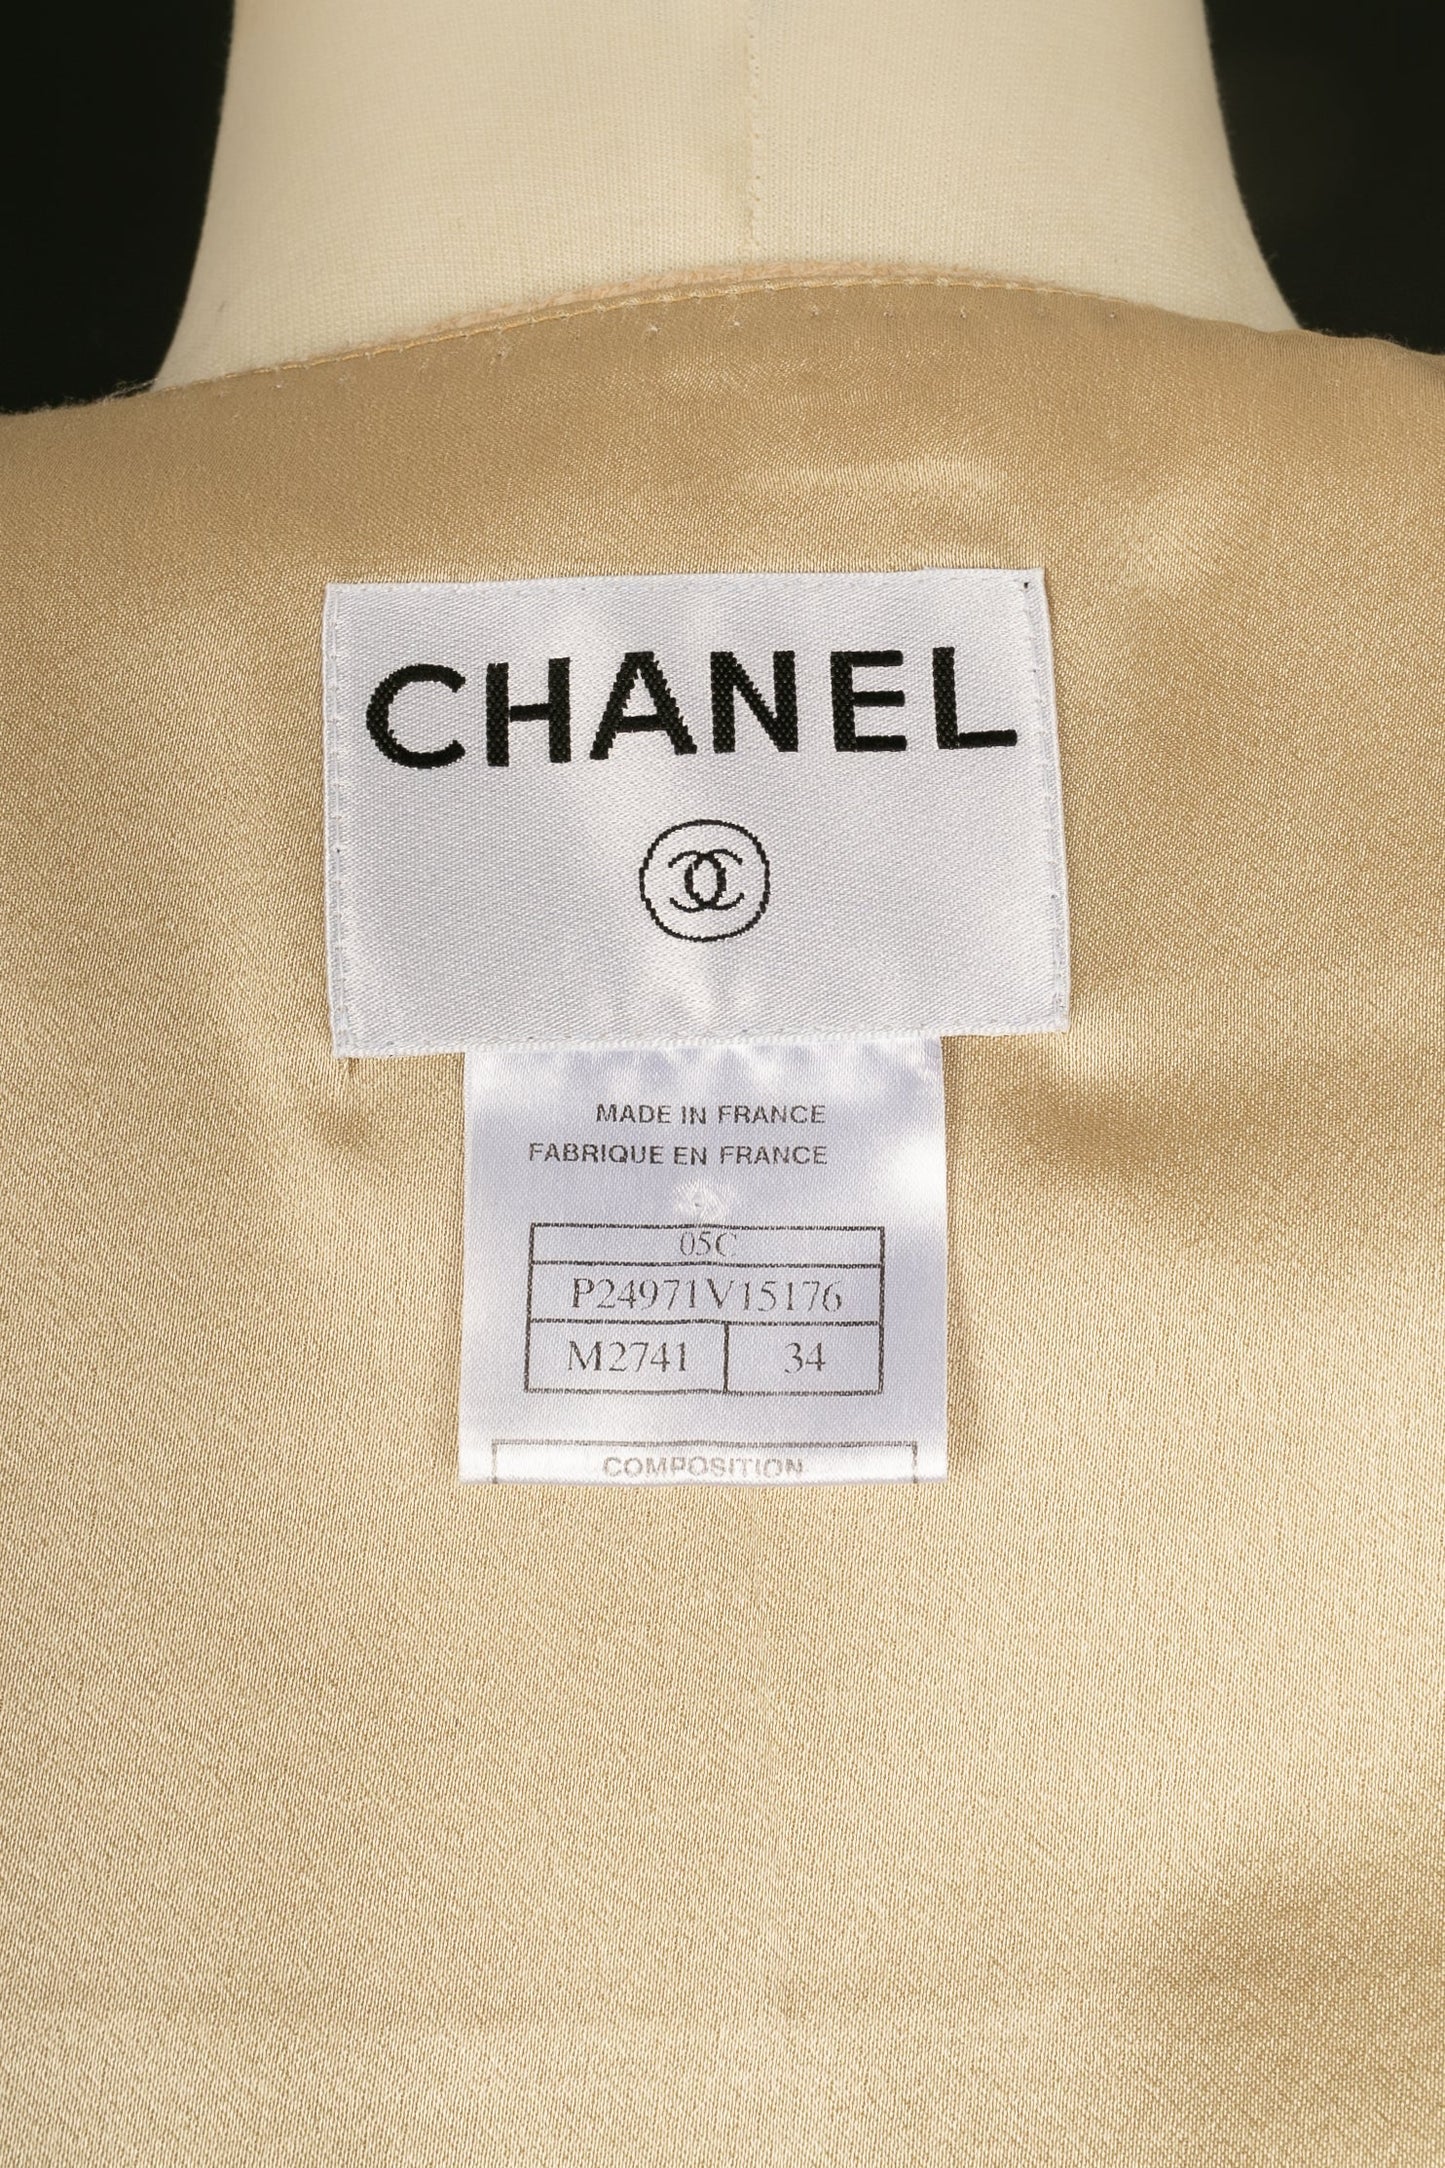 CHANEL
MADE IN FRANCE
FABRIQUE EN FRANCE
05C
P24971V15176
M2741 34
COMPOSITION